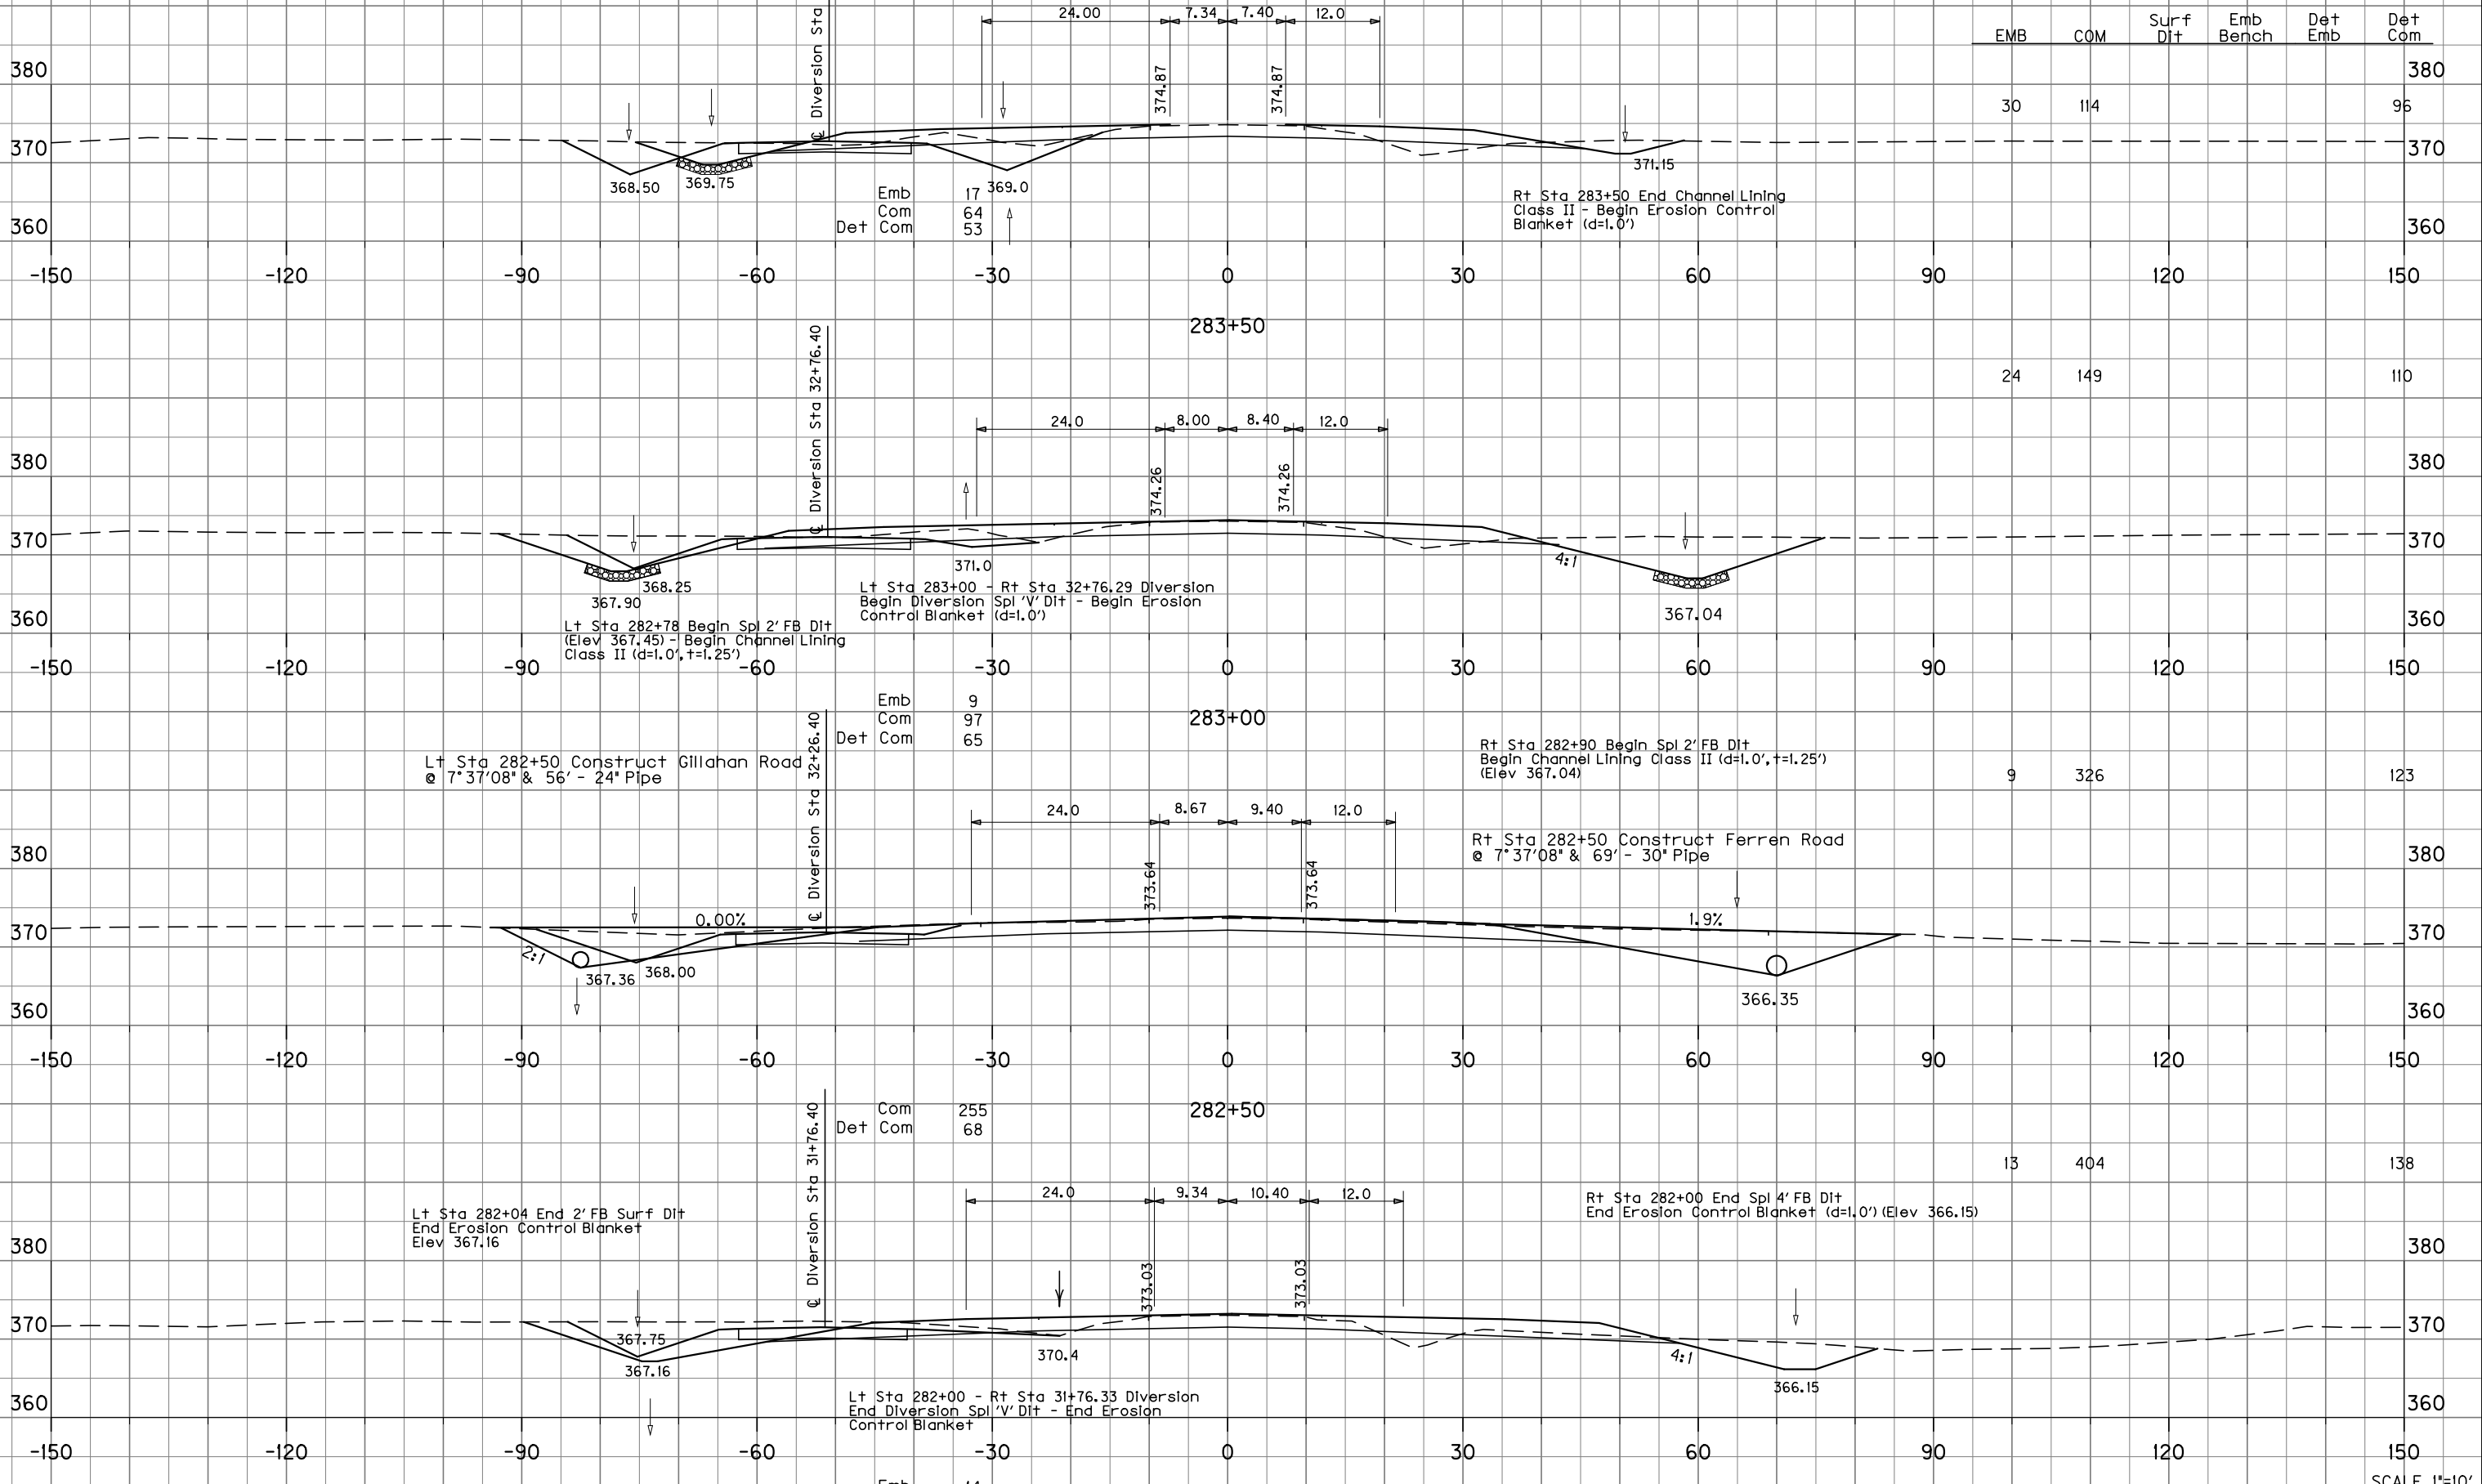 Surf Emb Det Det
EMB COM Dit Bench Emb Com
℄ Diversion Sta
24.00 7.34 7.40 12.0
374.87 374.87
380 380
30 114 96
370 370
368.50 369.75 369.0 371.15
Emb 17
Com 64
Det Com 53
Rt Sta 283+50 End Channel Lining
Class II - Begin Erosion Control
Blanket (d=1.0')
360 360
-150 -120 -90 -60 -30 0 30 60 90 120 150
283+50
℄ Diversion Sta 32+76.40
24 149 110
24.0 8.00 8.40 12.0
374.26 374.26
380 380
370 370
4:1
371.0
368.25
367.90
367.04
Lt Sta 283+00 - Rt Sta 32+76.29 Diversion
Begin Diversion Spl 'V' Dit - Begin Erosion
Control Blanket (d=1.0')
Lt Sta 282+78 Begin Spl 2' FB Dit
(Elev 367.45) - Begin Channel Lining
Class II (d=1.0', t=1.25')
360 360
-150 -120 -90 -60 -30 0 30 60 90 120 150
Emb 9
Com 97
Det Com 65
283+00
℄ Diversion Sta 32+26.40
Lt Sta 282+50 Construct Gillahan Road
@ 7°37'08" & 56' - 24" Pipe
Rt Sta 282+90 Begin Spl 2' FB Dit
Begin Channel Lining Class II (d=1.0', t=1.25')
(Elev 367.04)
9 326 123
24.0 8.67 9.40 12.0
Rt Sta 282+50 Construct Ferren Road
@ 7°37'08" & 69' - 30" Pipe
373.64 373.64
380 380
0.00% 1.9%
370 370
2:1
367.36 368.00
366.35
360 360
-150 -120 -90 -60 -30 0 30 60 90 120 150
Com 255
Det Com 68
282+50
℄ Diversion Sta 31+76.40
13 404 138
24.0 9.34 10.40 12.0
Rt Sta 282+00 End Spl 4' FB Dit
End Erosion Control Blanket (d=1.0') (Elev 366.15)
Lt Sta 282+04 End 2' FB Surf Dit
End Erosion Control Blanket
Elev 367.16
373.03 373.03
380 380
370 370
367.75
367.16
370.4
4:1
366.15
Lt Sta 282+00 - Rt Sta 31+76.33 Diversion
End Diversion Spl 'V' Dit - End Erosion
Control Blanket
360 360
-150 -120 -90 -60 -30 0 30 60 90 120 150
SCALE 1"=10'